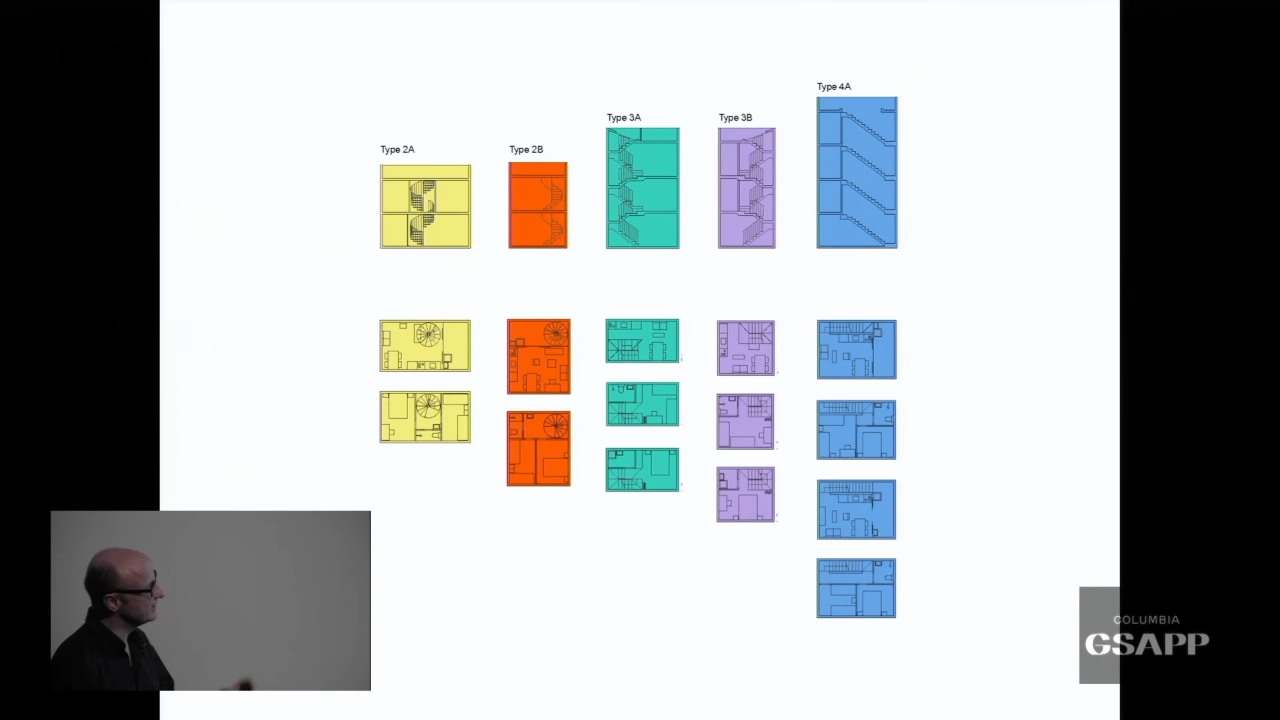 Type 4A
Type 3A
Type 3B
Type 2A
Type 2B
COLUMBIA
GSAPP